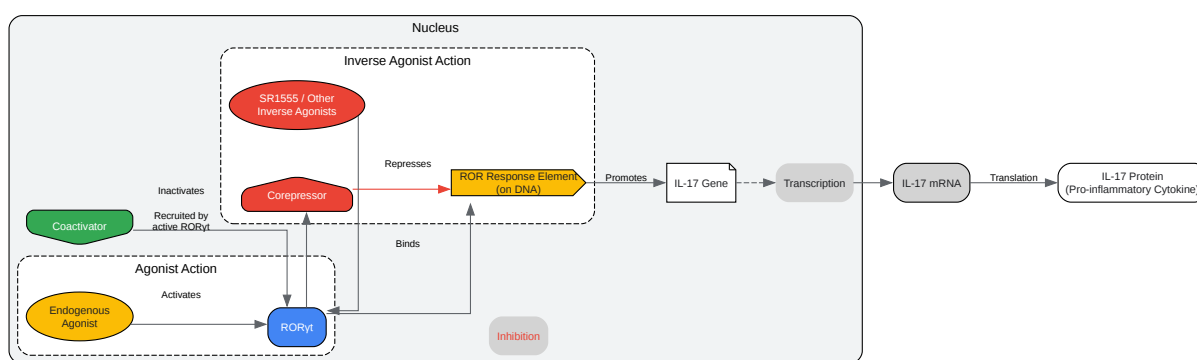 Nucleus
Inverse Agonist Action
SR1555 / Other
Inverse Agonists
Represses
ROR Response Element
(on DNA)
Promotes
IL-17 Gene
Transcription
IL-17 mRNA
Translation
IL-17 Protein
(Pro-inflammatory Cytokine)
Corepressor
Inactivates
Coactivator
Recruited by
active RORγt
Binds
Agonist Action
Activates
Endogenous
Agonist
RORγt
Inhibition